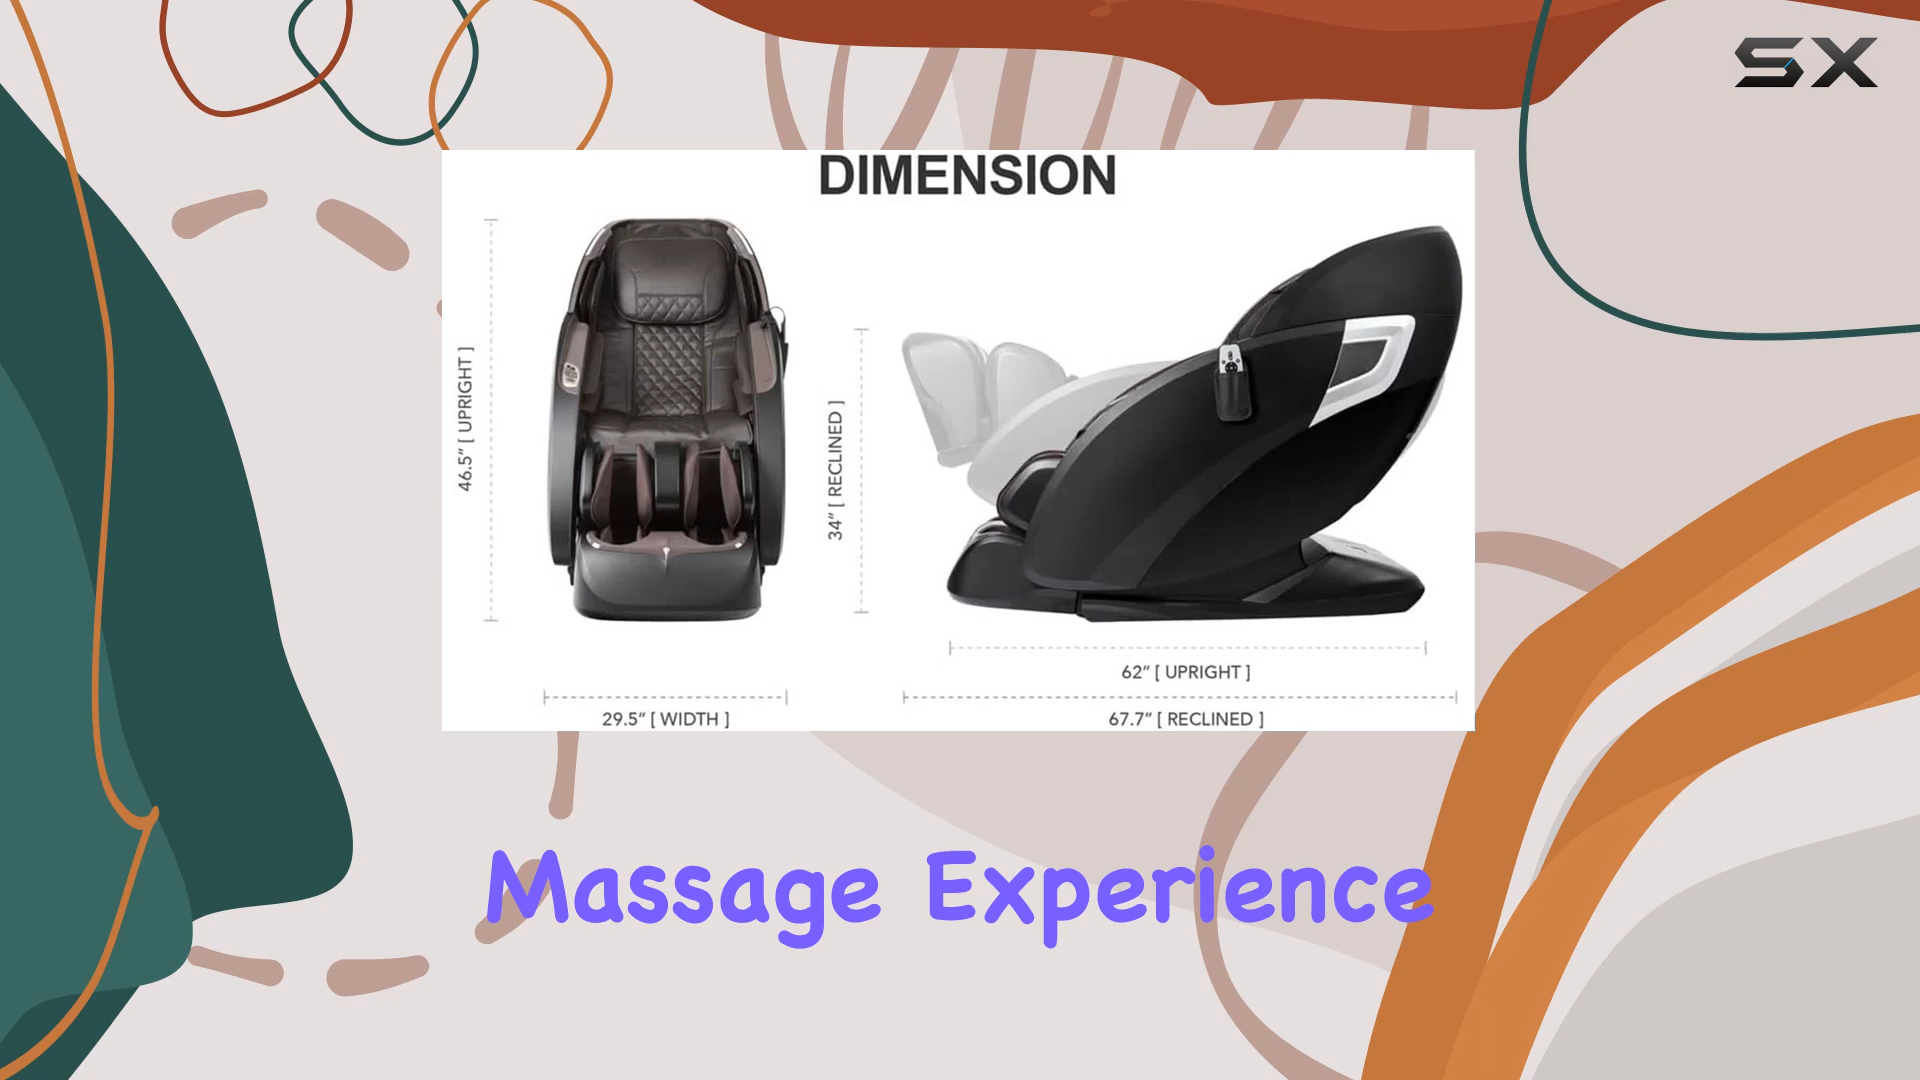 SX
DIMENSION
46.5” [ UPRIGHT ]
34” [ RECLINED ]
62” [ UPRIGHT ]
29.5” [ WIDTH ]
67.7” [ RECLINED ]
Massage Experience